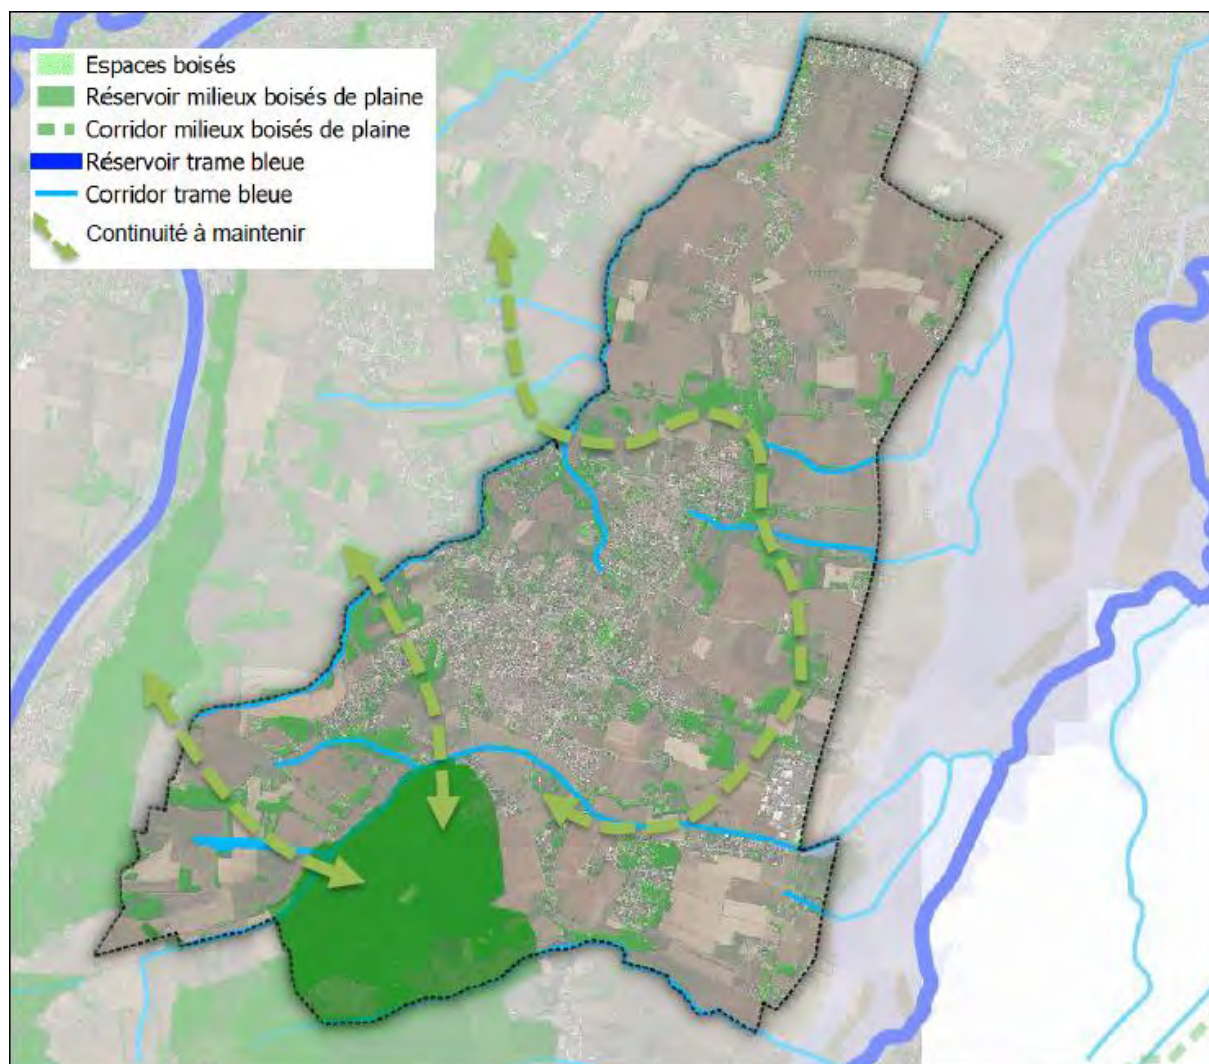 Espaces boisés
Réservoir milieux boisés de plaine
Corridor milieux boisés de plaine
Réservoir trame bleue
Corridor trame bleue
Continuité à maintenir